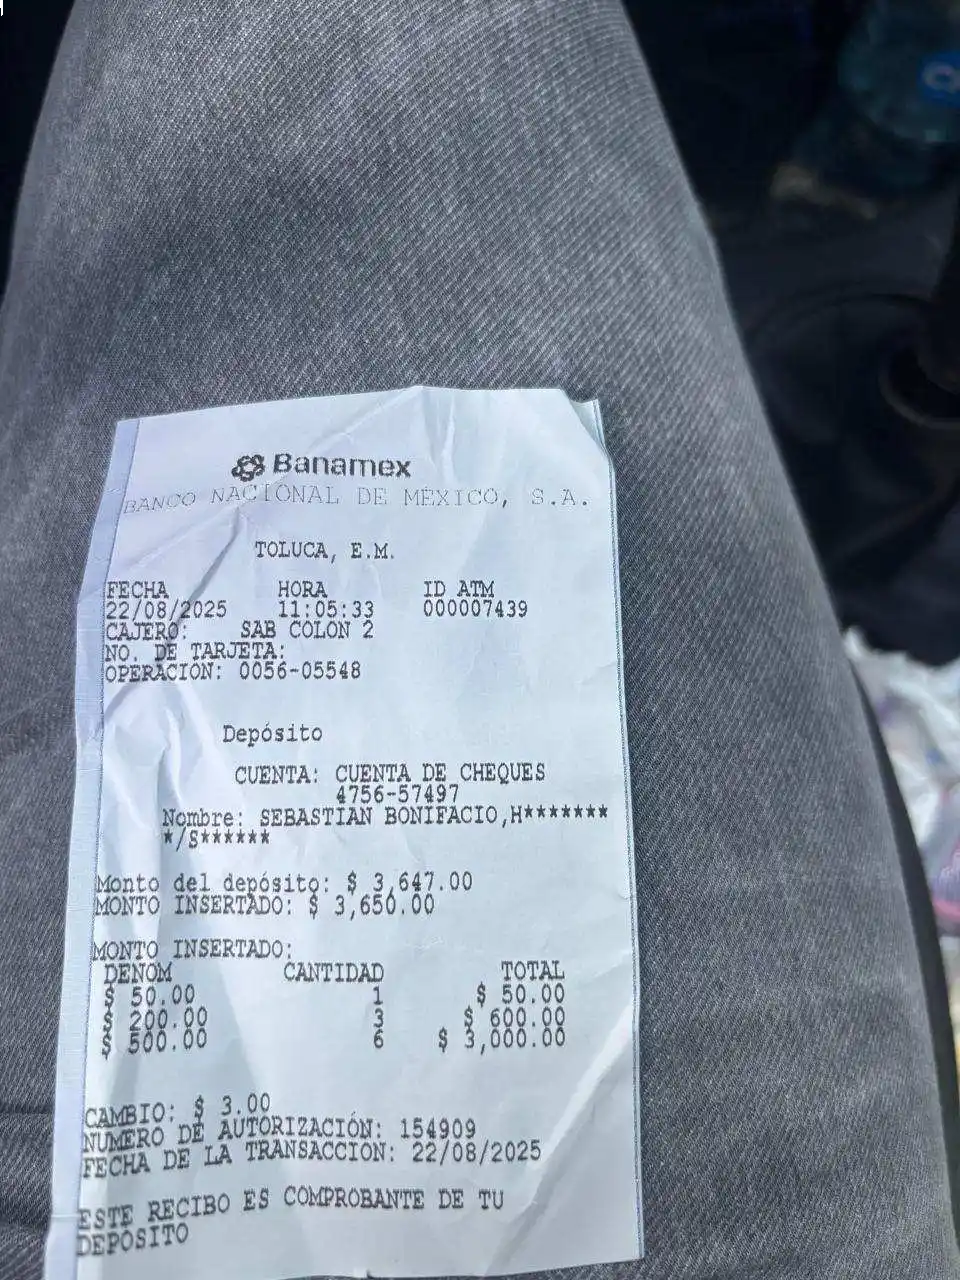 Banamex
BANCO NACIONAL DE MÉXICO, S.A.
TOLUCA, E.M.
FECHA HORA ID ATM
22/08/2025 11:05:33 000007439
CAJERO: SAB COLON 2
NO. DE TARJETA:
OPERACIÓN: 0056-05548
Depósito
CUENTA: CUENTA DE CHEQUES
4756-57497
Nombre: SEBASTIAN BONIFACIO,H*******
*/S******
Monto del depósito: $ 3,647.00
MONTO INSERTADO: $ 3,650.00
MONTO INSERTADO:
DENOM CANTIDAD TOTAL
$ 50.00 1 $ 50.00
$ 200.00 3 $ 600.00
$ 500.00 6 $ 3,000.00
CAMBIO: $ 3.00
NUMERO DE AUTORIZACIÓN: 154909
FECHA DE LA TRANSACCION: 22/08/2025
ESTE RECIBO ES COMPROBANTE DE TU
DEPOSITO